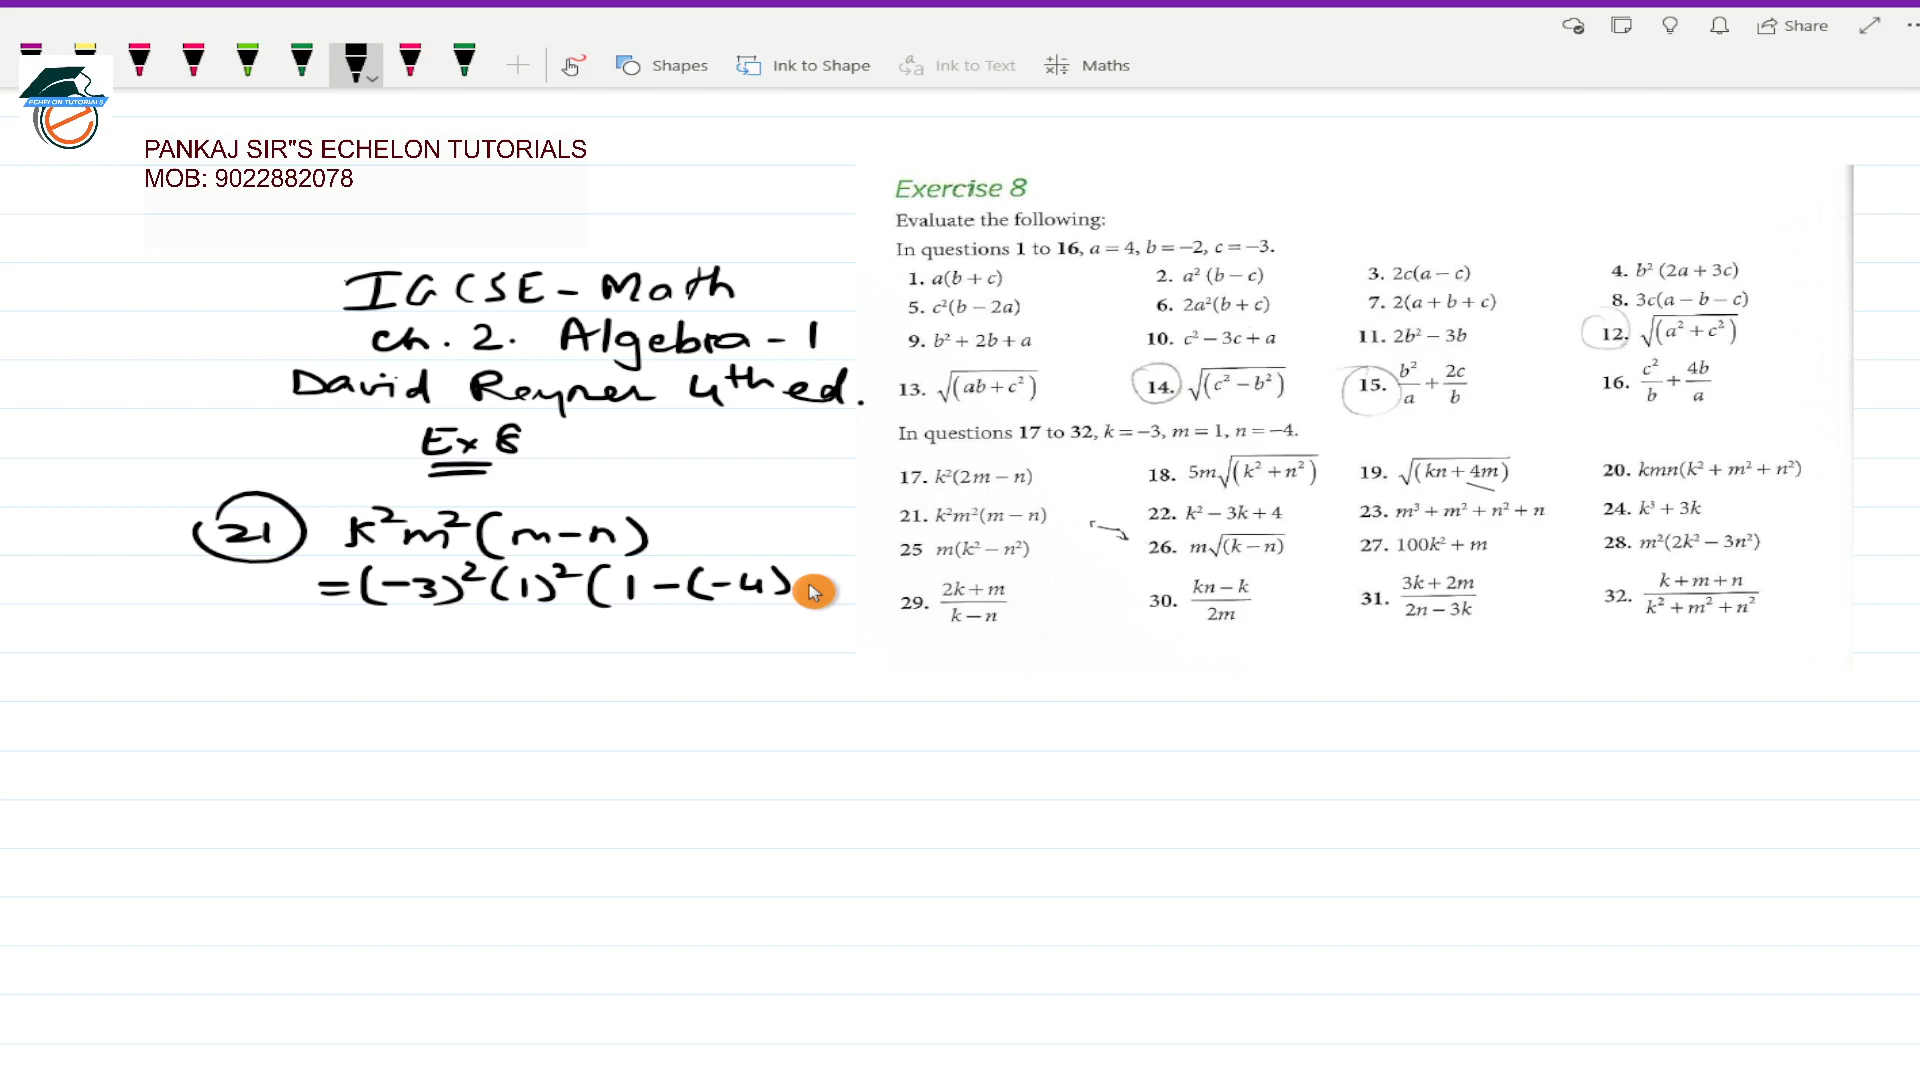 Share
Shapes
Ink to Shape
Ink to Text
Maths
ECHELON TUTORIALS
PANKAJ SIR"S ECHELON TUTORIALS
MOB: 9022882078
IGCSE - Math
ch. 2. Algebra - 1
David Reyner 4th ed.
Ex 8
(21) k²m²(m-n)
=(-3)²(1)²(1-(-4)
Exercise 8
Evaluate the following:
In questions 1 to 16, a = 4, b = −2, c = −3.
1. a(b + c) 2. a² (b − c) 3. 2c(a − c) 4. b² (2a + 3c)
5. c²(b − 2a) 6. 2a²(b + c) 7. 2(a + b + c) 8. 3c(a − b − c)
9. b² + 2b + a 10. c² − 3c + a 11. 2b² − 3b 12. √(a² + c²)
13. √(ab + c²) 14. √(c² − b²) 15. b²/a + 2c/b 16. c²/b + 4b/a
In questions 17 to 32, k = −3, m = 1, n = −4.
17. k²(2m − n) 18. 5m√(k² + n²) 19. √(kn + 4m) 20. kmn(k² + m² + n²)
21. k²m²(m − n) 22. k² − 3k + 4 23. m³ + m² + n² + n 24. k³ + 3k
25 m(k² − n²) 26. m√(k − n) 27. 100k² + m 28. m²(2k² − 3n²)
29. 2k + m / k − n 30. kn − k / 2m 31. 3k + 2m / 2n − 3k 32. k + m + n / k² + m² + n²